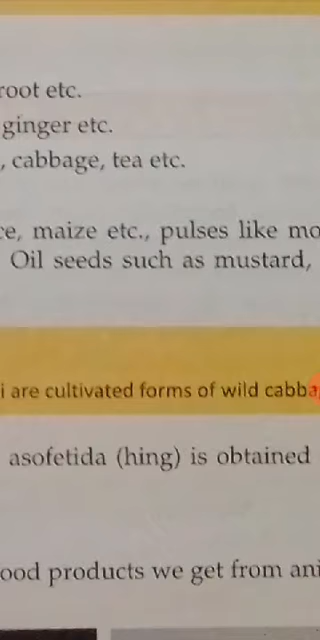 root etc.
ginger etc.
, cabbage, tea etc.
maize etc., pulses like
Oil seeds such as mustard,
are cultivated forms of wild
asofetida (hing) is obtained
products we get from